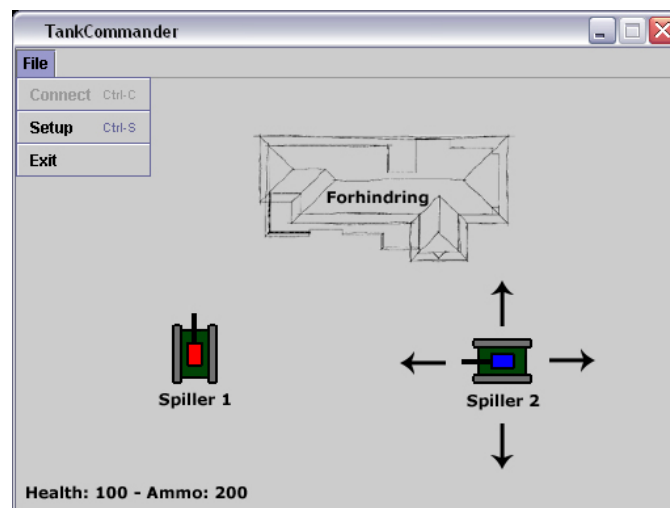 TankCommander
File
Connect Ctrl-C
Setup Ctrl-S
Exit
Forhindring
Spiller 1
Spiller 2
Health: 100 - Ammo: 200